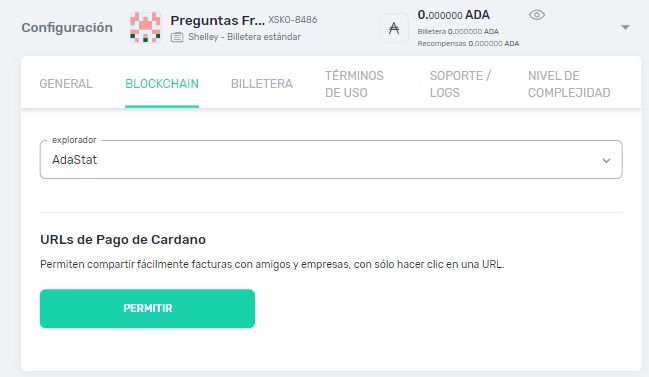 Configuración
Preguntas Fr... XSKO-8486
Shelley - Billetera estándar
0.000000 ADA
Billetera 0.000000 ADA
Recompensas 0.000000 ADA
GENERAL
BLOCKCHAIN
BILLETERA
TÉRMINOS
DE USO
SOPORTE /
LOGS
NIVEL DE
COMPLEJIDAD
explorador
AdaStat
URLs de Pago de Cardano
Permiten compartir fácilmente facturas con amigos y empresas, con sólo hacer clic en una URL.
PERMITIR